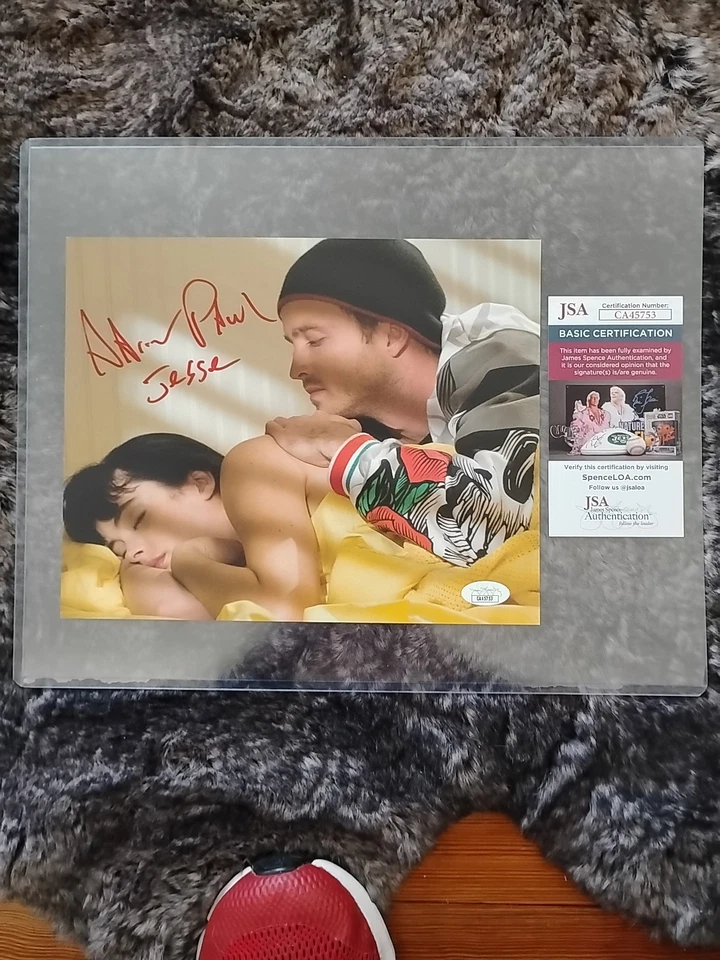 AAron PAul
Jesse
JSA
Certification Number:
CA45753
BASIC CERTIFICATION
This item has been fully examined by
James Spence Authentication, and
it is our considered opinion that the
signature(s) is/are genuine.
NATURE
Verify this certification by visiting
SpenceLOA.com
Follow us @jsaloa
JSA
James Spence
Authentication
CA45753